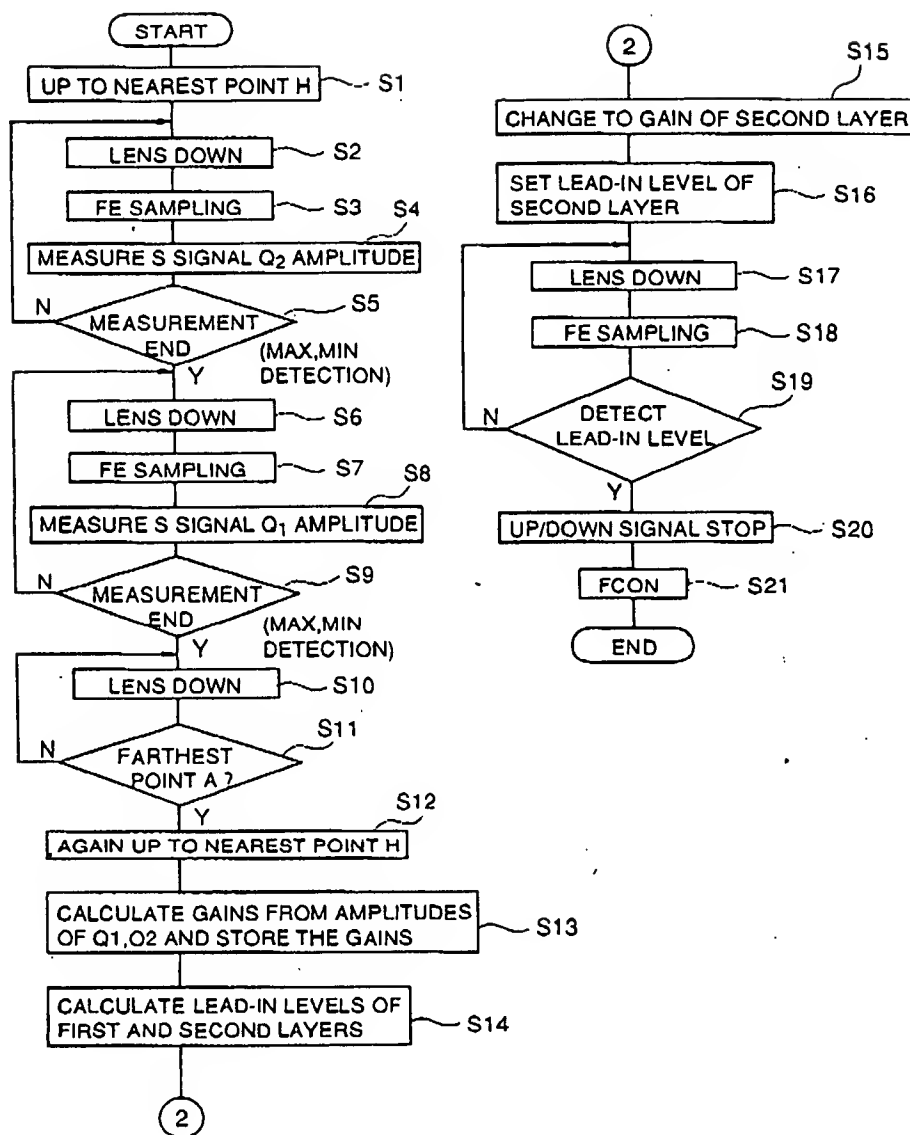 START
UP TO NEAREST POINT H
S1
LENS DOWN
S2
FE SAMPLING
S3
S4
MEASURE S SIGNAL Q2 AMPLITUDE
N
MEASUREMENT
END
S5
(MAX,MIN
DETECTION)
Y
LENS DOWN
S6
FE SAMPLING
S7
S8
MEASURE S SIGNAL Q1 AMPLITUDE
N
MEASUREMENT
END
S9
(MAX,MIN
DETECTION)
Y
LENS DOWN
S10
N
FARTHEST
POINT A ?
S11
Y
S12
AGAIN UP TO NEAREST POINT H
CALCULATE GAINS FROM AMPLITUDES
OF Q1,O2 AND STORE THE GAINS
S13
CALCULATE LEAD-IN LEVELS OF
FIRST AND SECOND LAYERS
S14
2
2
S15
CHANGE TO GAIN OF SECOND LAYER
SET LEAD-IN LEVEL OF
SECOND LAYER
S16
LENS DOWN
S17
FE SAMPLING
S18
N
DETECT
LEAD-IN LEVEL
S19
Y
UP/DOWN SIGNAL STOP
S20
FCON
S21
END